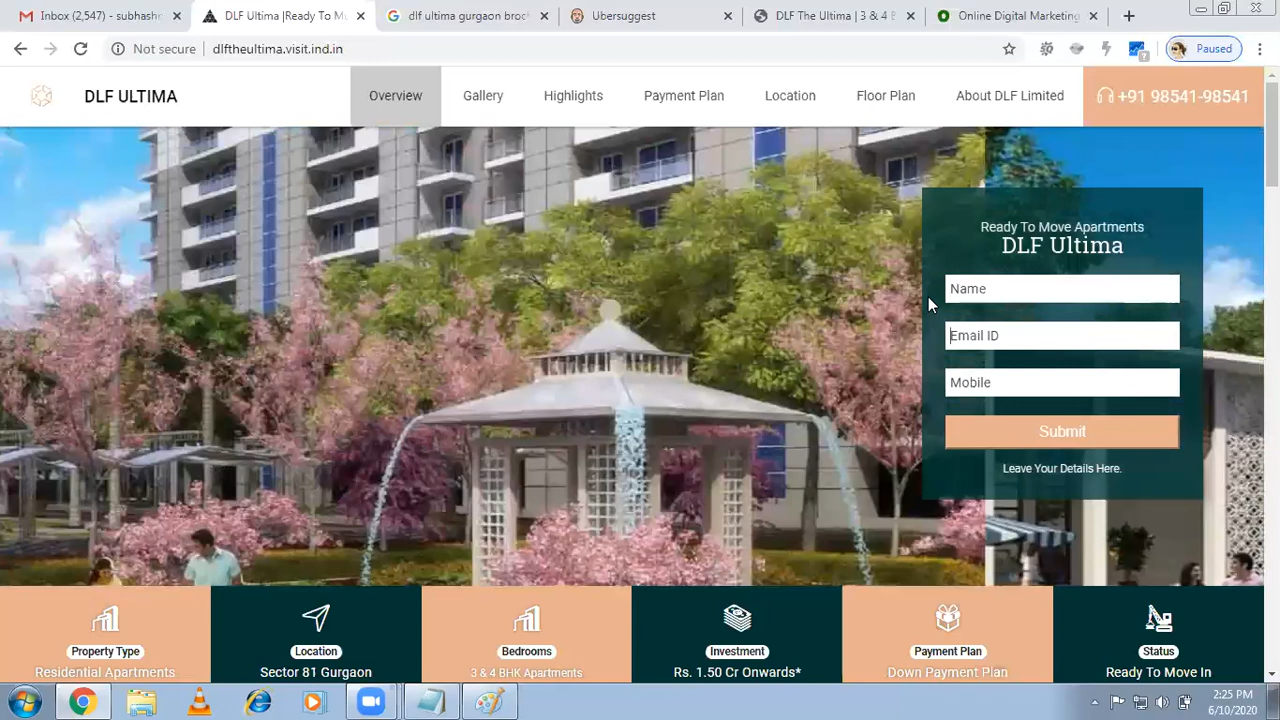 Inbox (2,547) - subhashr
DLF Ultima |Ready To Mu
dlf ultima gurgaon broch
Ubersuggest
DLF The Ultima | 3 & 4 B
Online Digital Marketing
Not secure
dlftheultima.visit.ind.in
Paused
DLF ULTIMA
Overview
Gallery
Highlights
Payment Plan
Location
Floor Plan
About DLF Limited
+91 98541-98541
Ready To Move Apartments
DLF Ultima
Name
Email ID
Mobile
Submit
Leave Your Details Here.
Property Type
Residential Apartments
Location
Sector 81 Gurgaon
Bedrooms
3 & 4 BHK Apartments
Investment
Rs. 1.50 Cr Onwards*
Payment Plan
Down Payment Plan
Status
Ready To Move In
2:25 PM
6/10/2020